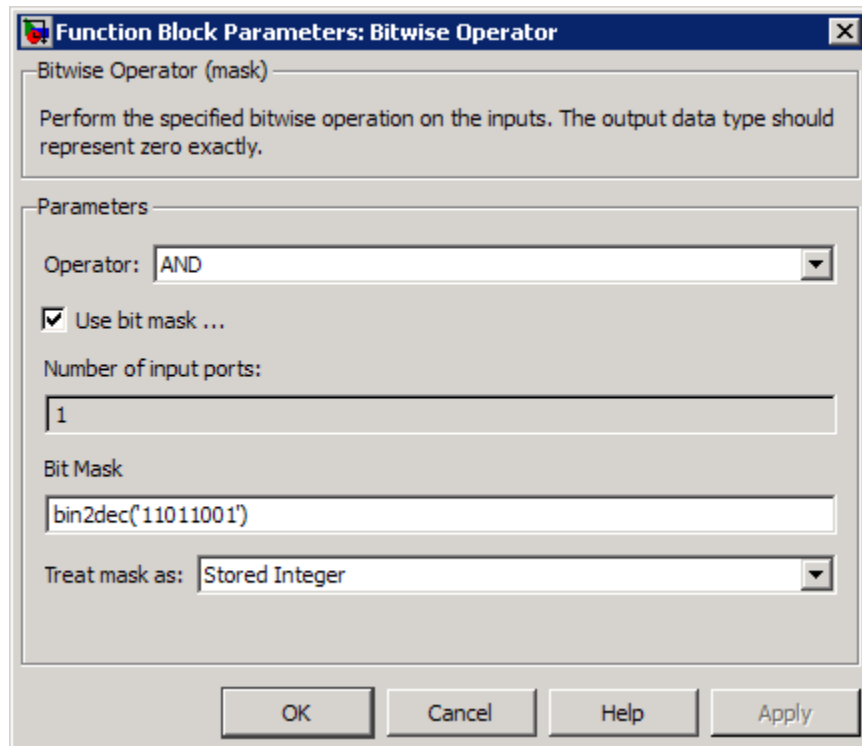 Function Block Parameters: Bitwise Operator
Bitwise Operator (mask)
Perform the specified bitwise operation on the inputs. The output data type should
represent zero exactly.
Parameters
Operator: AND
Use bit mask ...
Number of input ports:
1
Bit Mask
bin2dec('11011001')
Treat mask as: Stored Integer
OK Cancel Help Apply